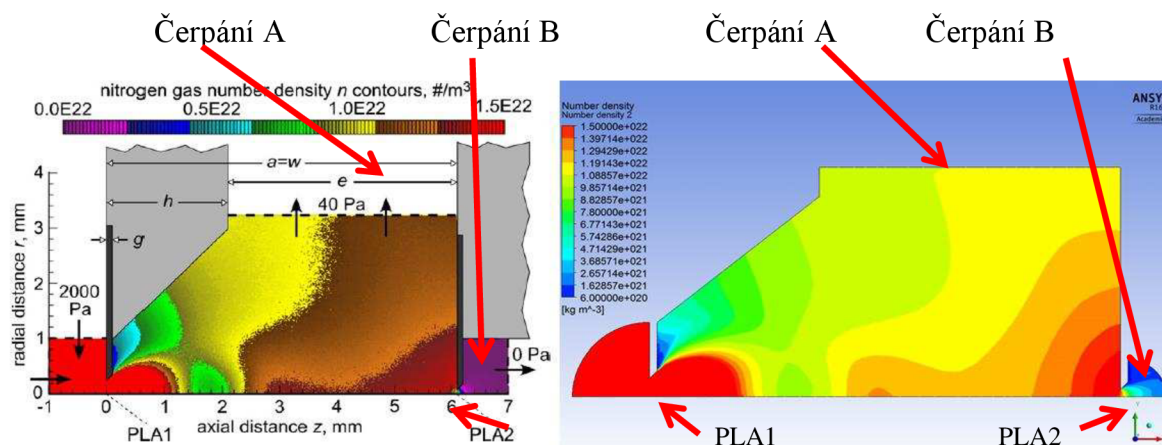 Čerpání A
Čerpání B
Čerpání A
Čerpání B
nitrogen gas number density n contours, #/m³
0.0E22
0.5E22
1.0E22
1.5E22
a=w
e
h
g
40 Pa
2000
Pa
0 Pa
radial distance r, mm
4
3
2
1
0
-1 0 1 2 3 4 5 6 7
axial distance z, mm
PLA1
PLA2
Number density
Number density 2
1.50000e+022
1.39714e+022
1.29429e+022
1.19143e+022
1.08857e+022
9.85714e+021
8.82857e+021
7.80000e+021
6.77143e+021
5.74286e+021
4.71429e+021
3.68571e+021
2.65714e+021
1.62857e+021
6.00000e+020
[kg m^-3]
ANSY
R16
Academi
PLA1
PLA2